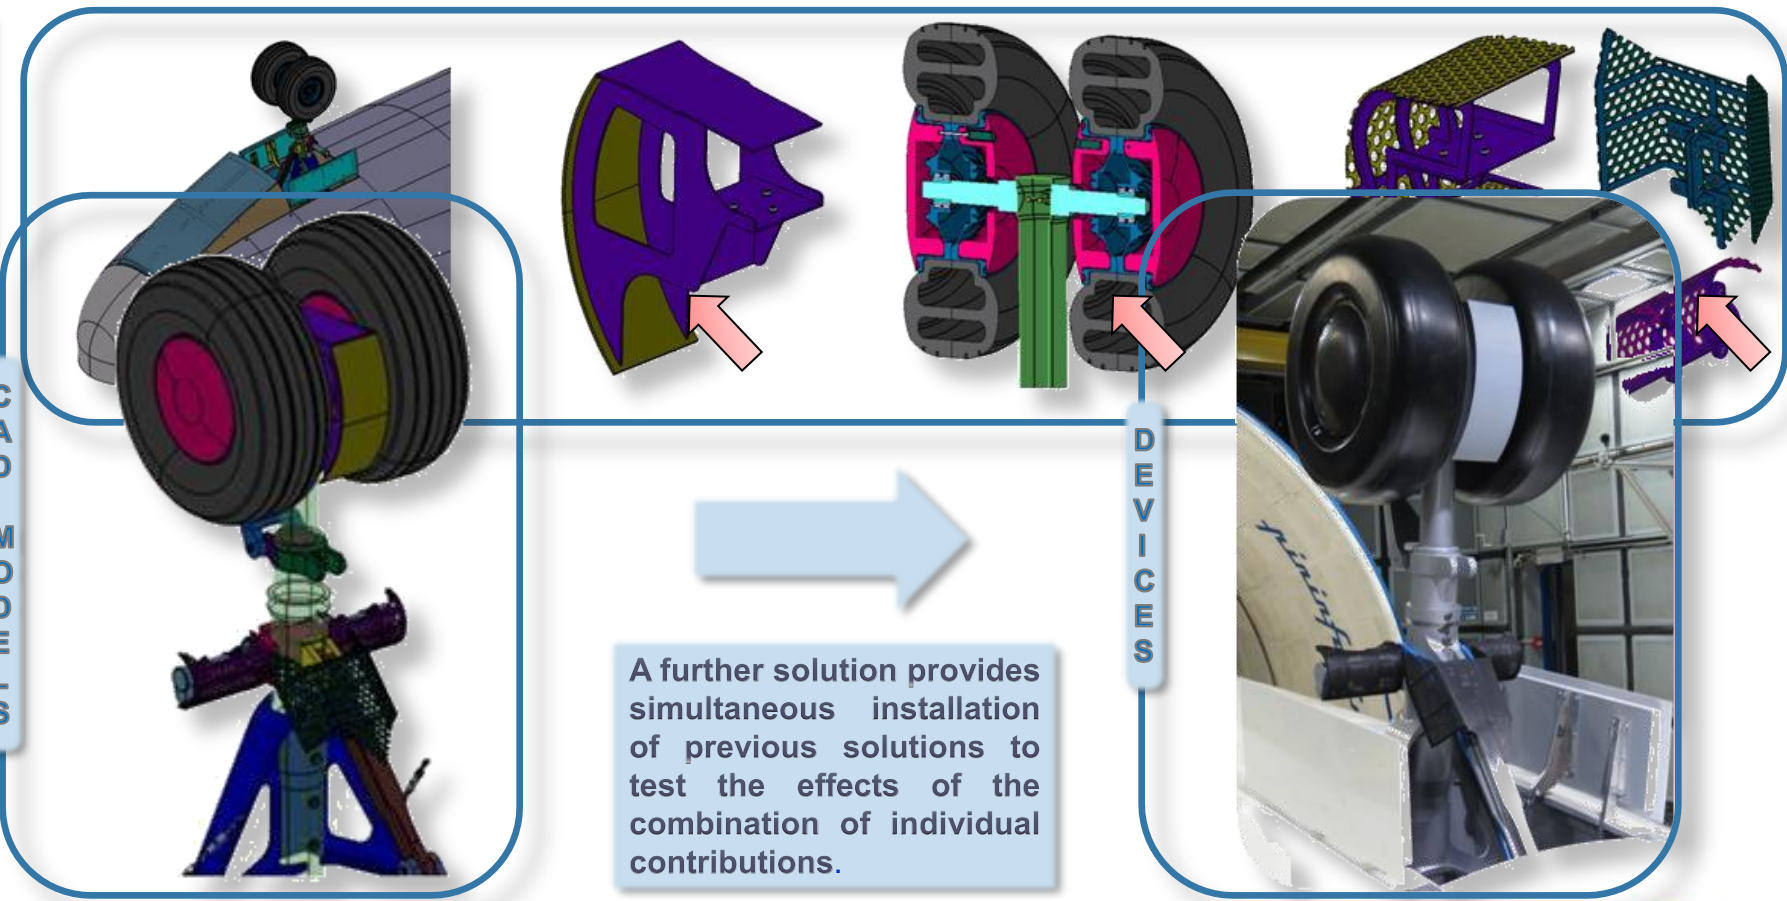 CAD MODELS
DEVICES
A further solution provides
simultaneous installation
of previous solutions to
test the effects of the
combination of individual
contributions.